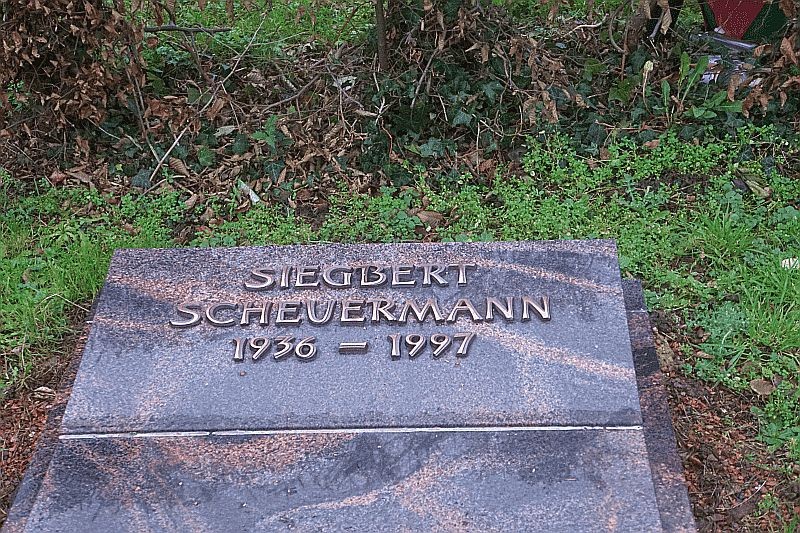 SIEGBERT
SCHEUERMANN
1936 – 1997